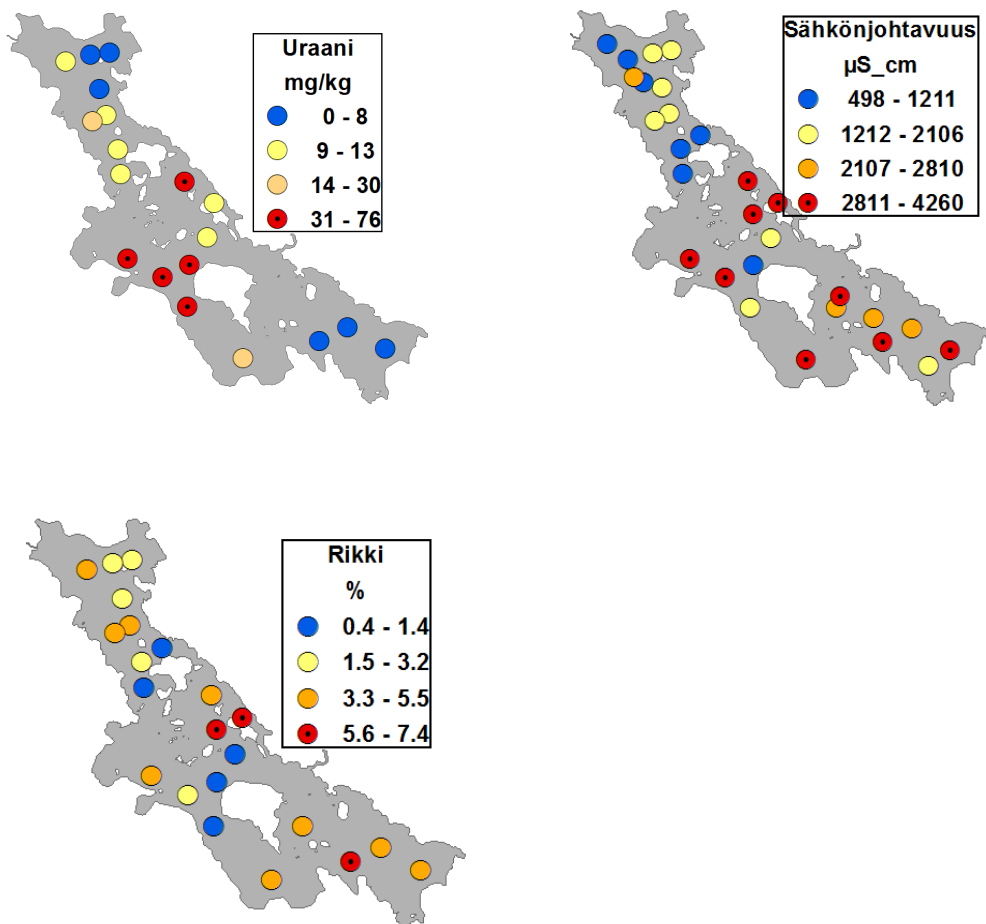 Uraani
mg/kg
0 - 8
9 - 13
14 - 30
31 - 76
Sähkönjohtavuus
µS_cm
498 - 1211
1212 - 2106
2107 - 2810
2811 - 4260
Rikki
%
0.4 - 1.4
1.5 - 3.2
3.3 - 5.5
5.6 - 7.4